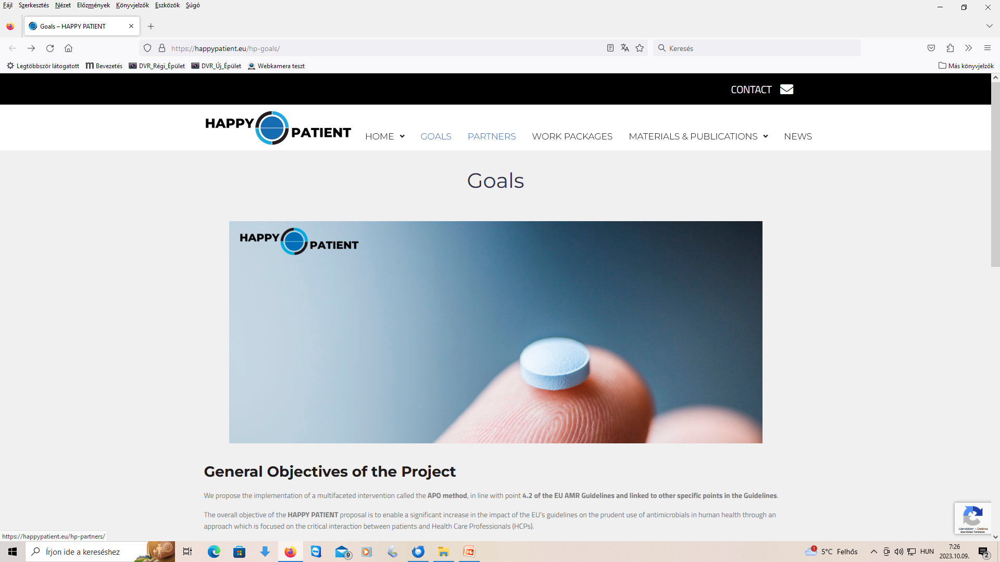 Fájl Szerkesztés Nézet Előzmények Könyvjelzők Eszközök Súgó
Goals – HAPPY PATIENT
https://happypatient.eu/hp-goals/
Keresés
Legtöbbször látogatott Bevezetés DVR_Régi_Épület DVR_Új_Épület Webkamera teszt Más könyvjelzők
CONTACT
HAPPY PATIENT
HOME GOALS PARTNERS WORK PACKAGES MATERIALS & PUBLICATIONS NEWS
Goals
HAPPY PATIENT
General Objectives of the Project
We propose the implementation of a multifaceted intervention called the APO method, in line with point 4.2 of the EU AMR Guidelines and linked to other specific points in the Guidelines.
The overall objective of the HAPPY PATIENT proposal is to enable a significant increase in the impact of the EU’s guidelines on the prudent use of antimicrobials in human health through an
approach which is focused on the critical interaction between patients and Health Care Professionals (HCPs).
Adatvédelem - Általános
Szerződési Feltételek
https://happypatient.eu/hp-partners/
Írjon ide a kereséshez
9
1
5°C Felhős
HUN
7:26
2023.10.09.
2